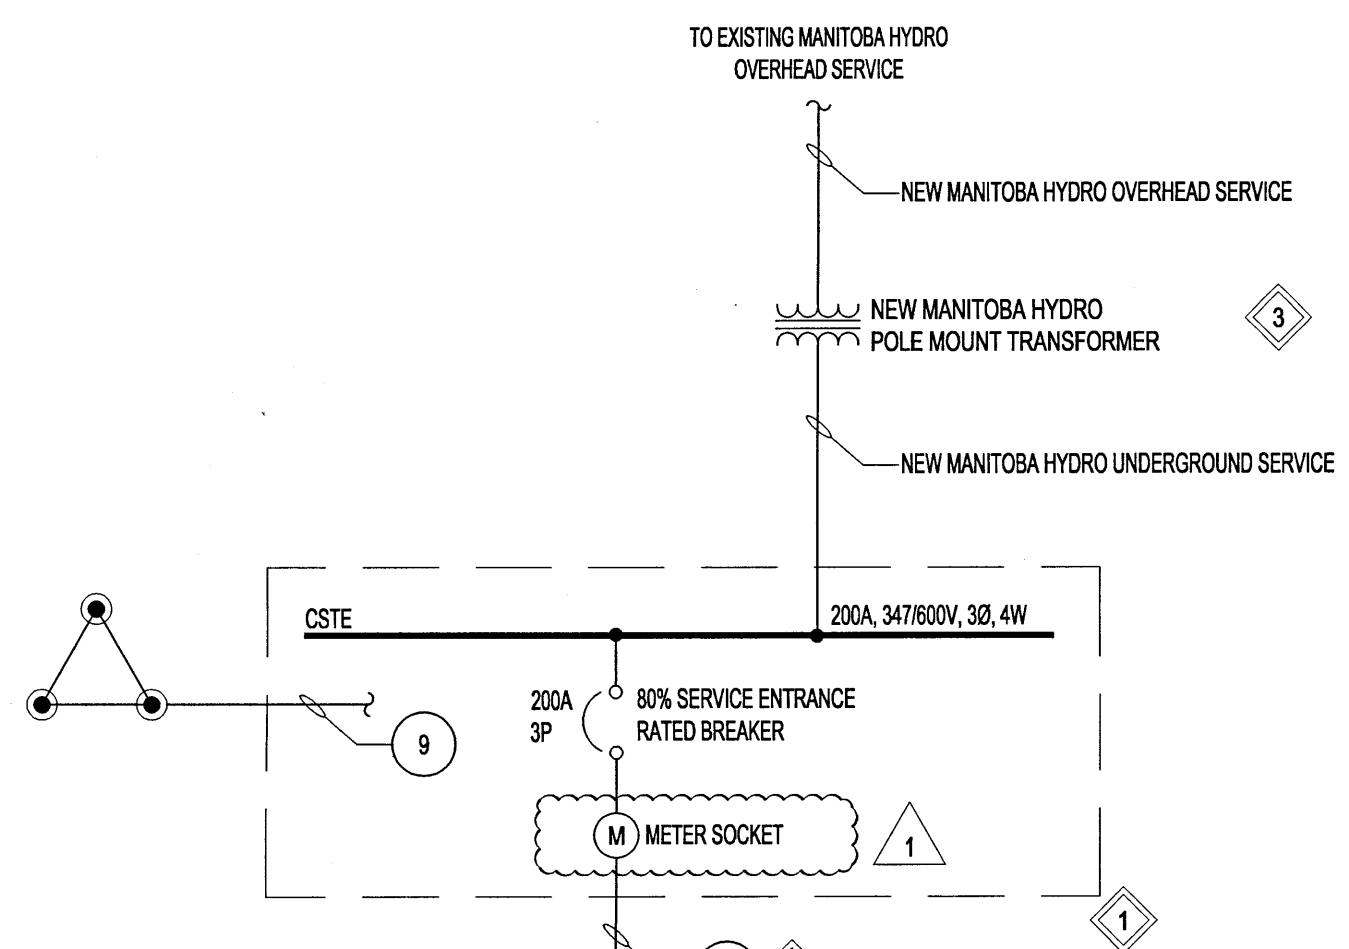 TO EXISTING MANITOBA HYDRO
OVERHEAD SERVICE
NEW MANITOBA HYDRO OVERHEAD SERVICE
NEW MANITOBA HYDRO
POLE MOUNT TRANSFORMER
3
NEW MANITOBA HYDRO UNDERGROUND SERVICE
CSTE
200A, 347/600V, 3Ø, 4W
200A
3P
80% SERVICE ENTRANCE
RATED BREAKER
9
M
METER SOCKET
1
1